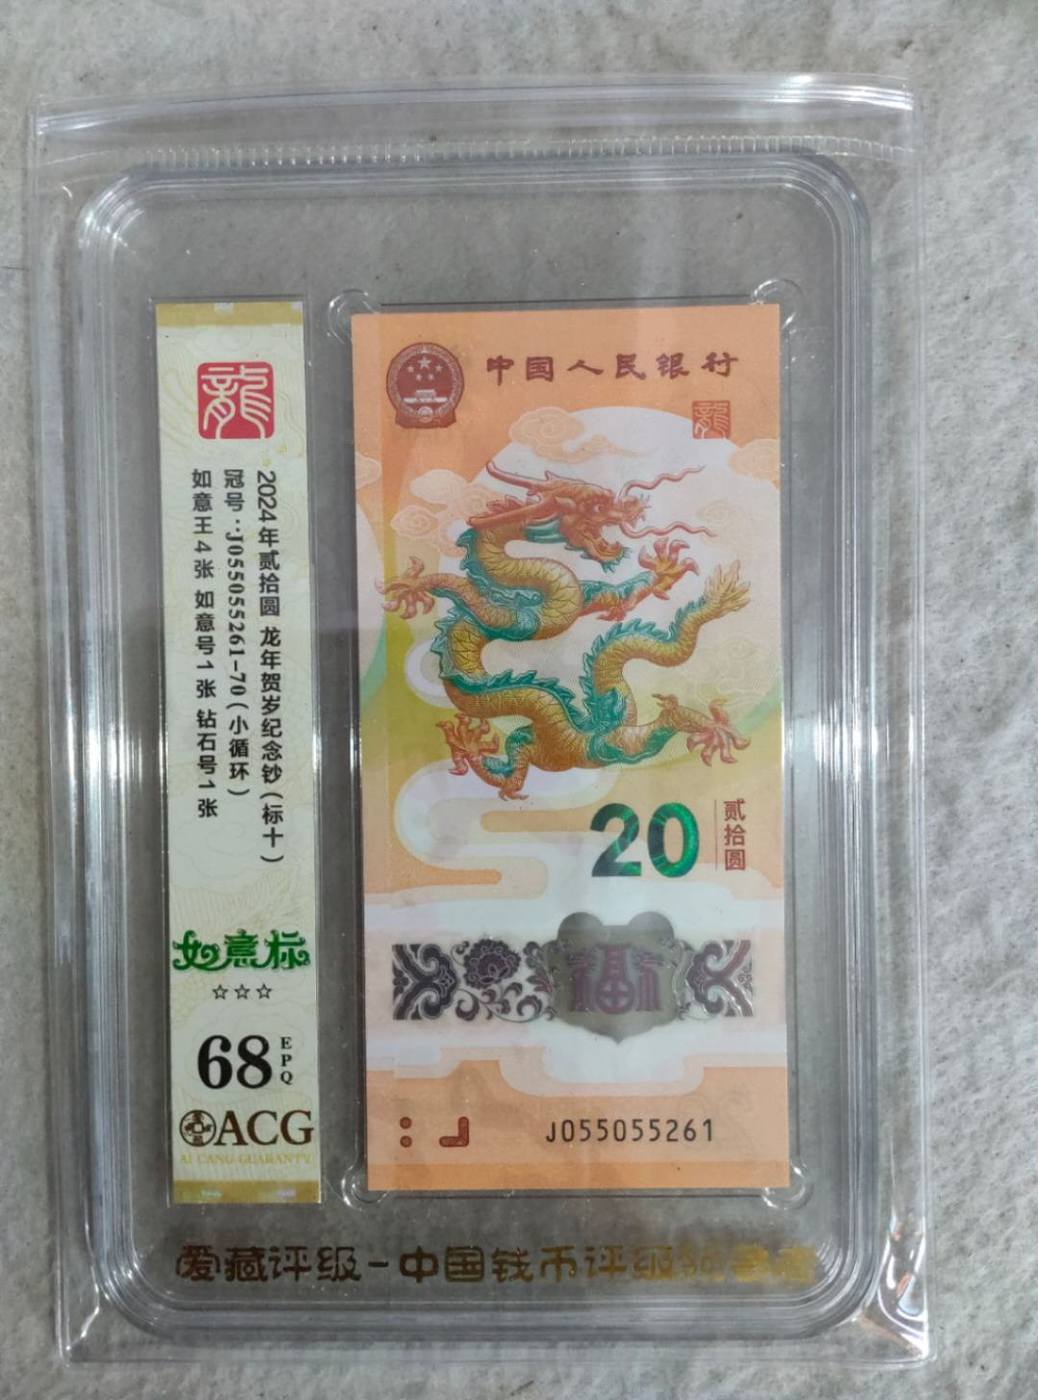 龍
2024年贰拾圆 龙年贺岁纪念钞(标十)
冠号:J055055261-70(小循环)
如意王4张 如意号1张 钻石号1张
如意标
☆☆☆
68 EPQ
ACG
AI CANG GUARANTY
中国人民银行
龍
20
贰拾圆
福
J055055261
爱藏评级-中国钱币评级